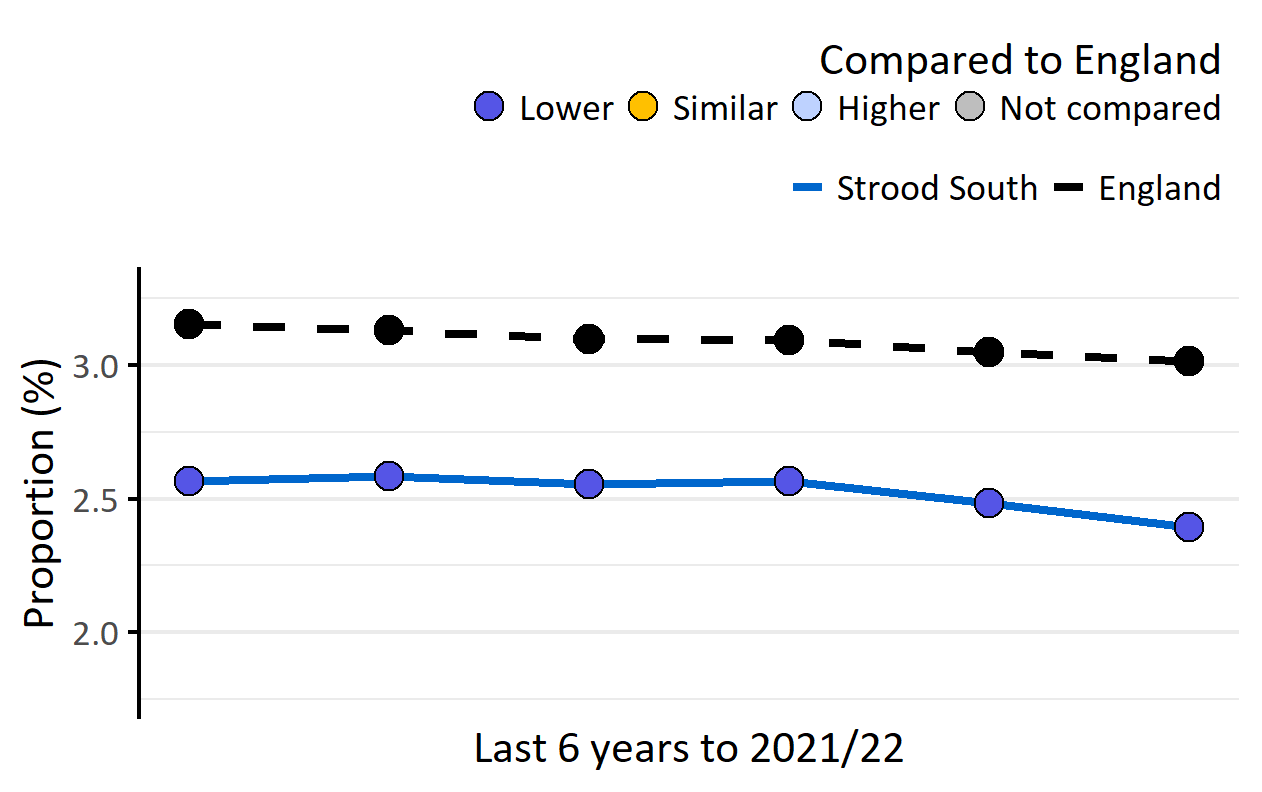 Compared to England
Lower Similar Higher Not compared
Strood South England
Proportion (%)
3.0
2.5
2.0
Last 6 years to 2021/22